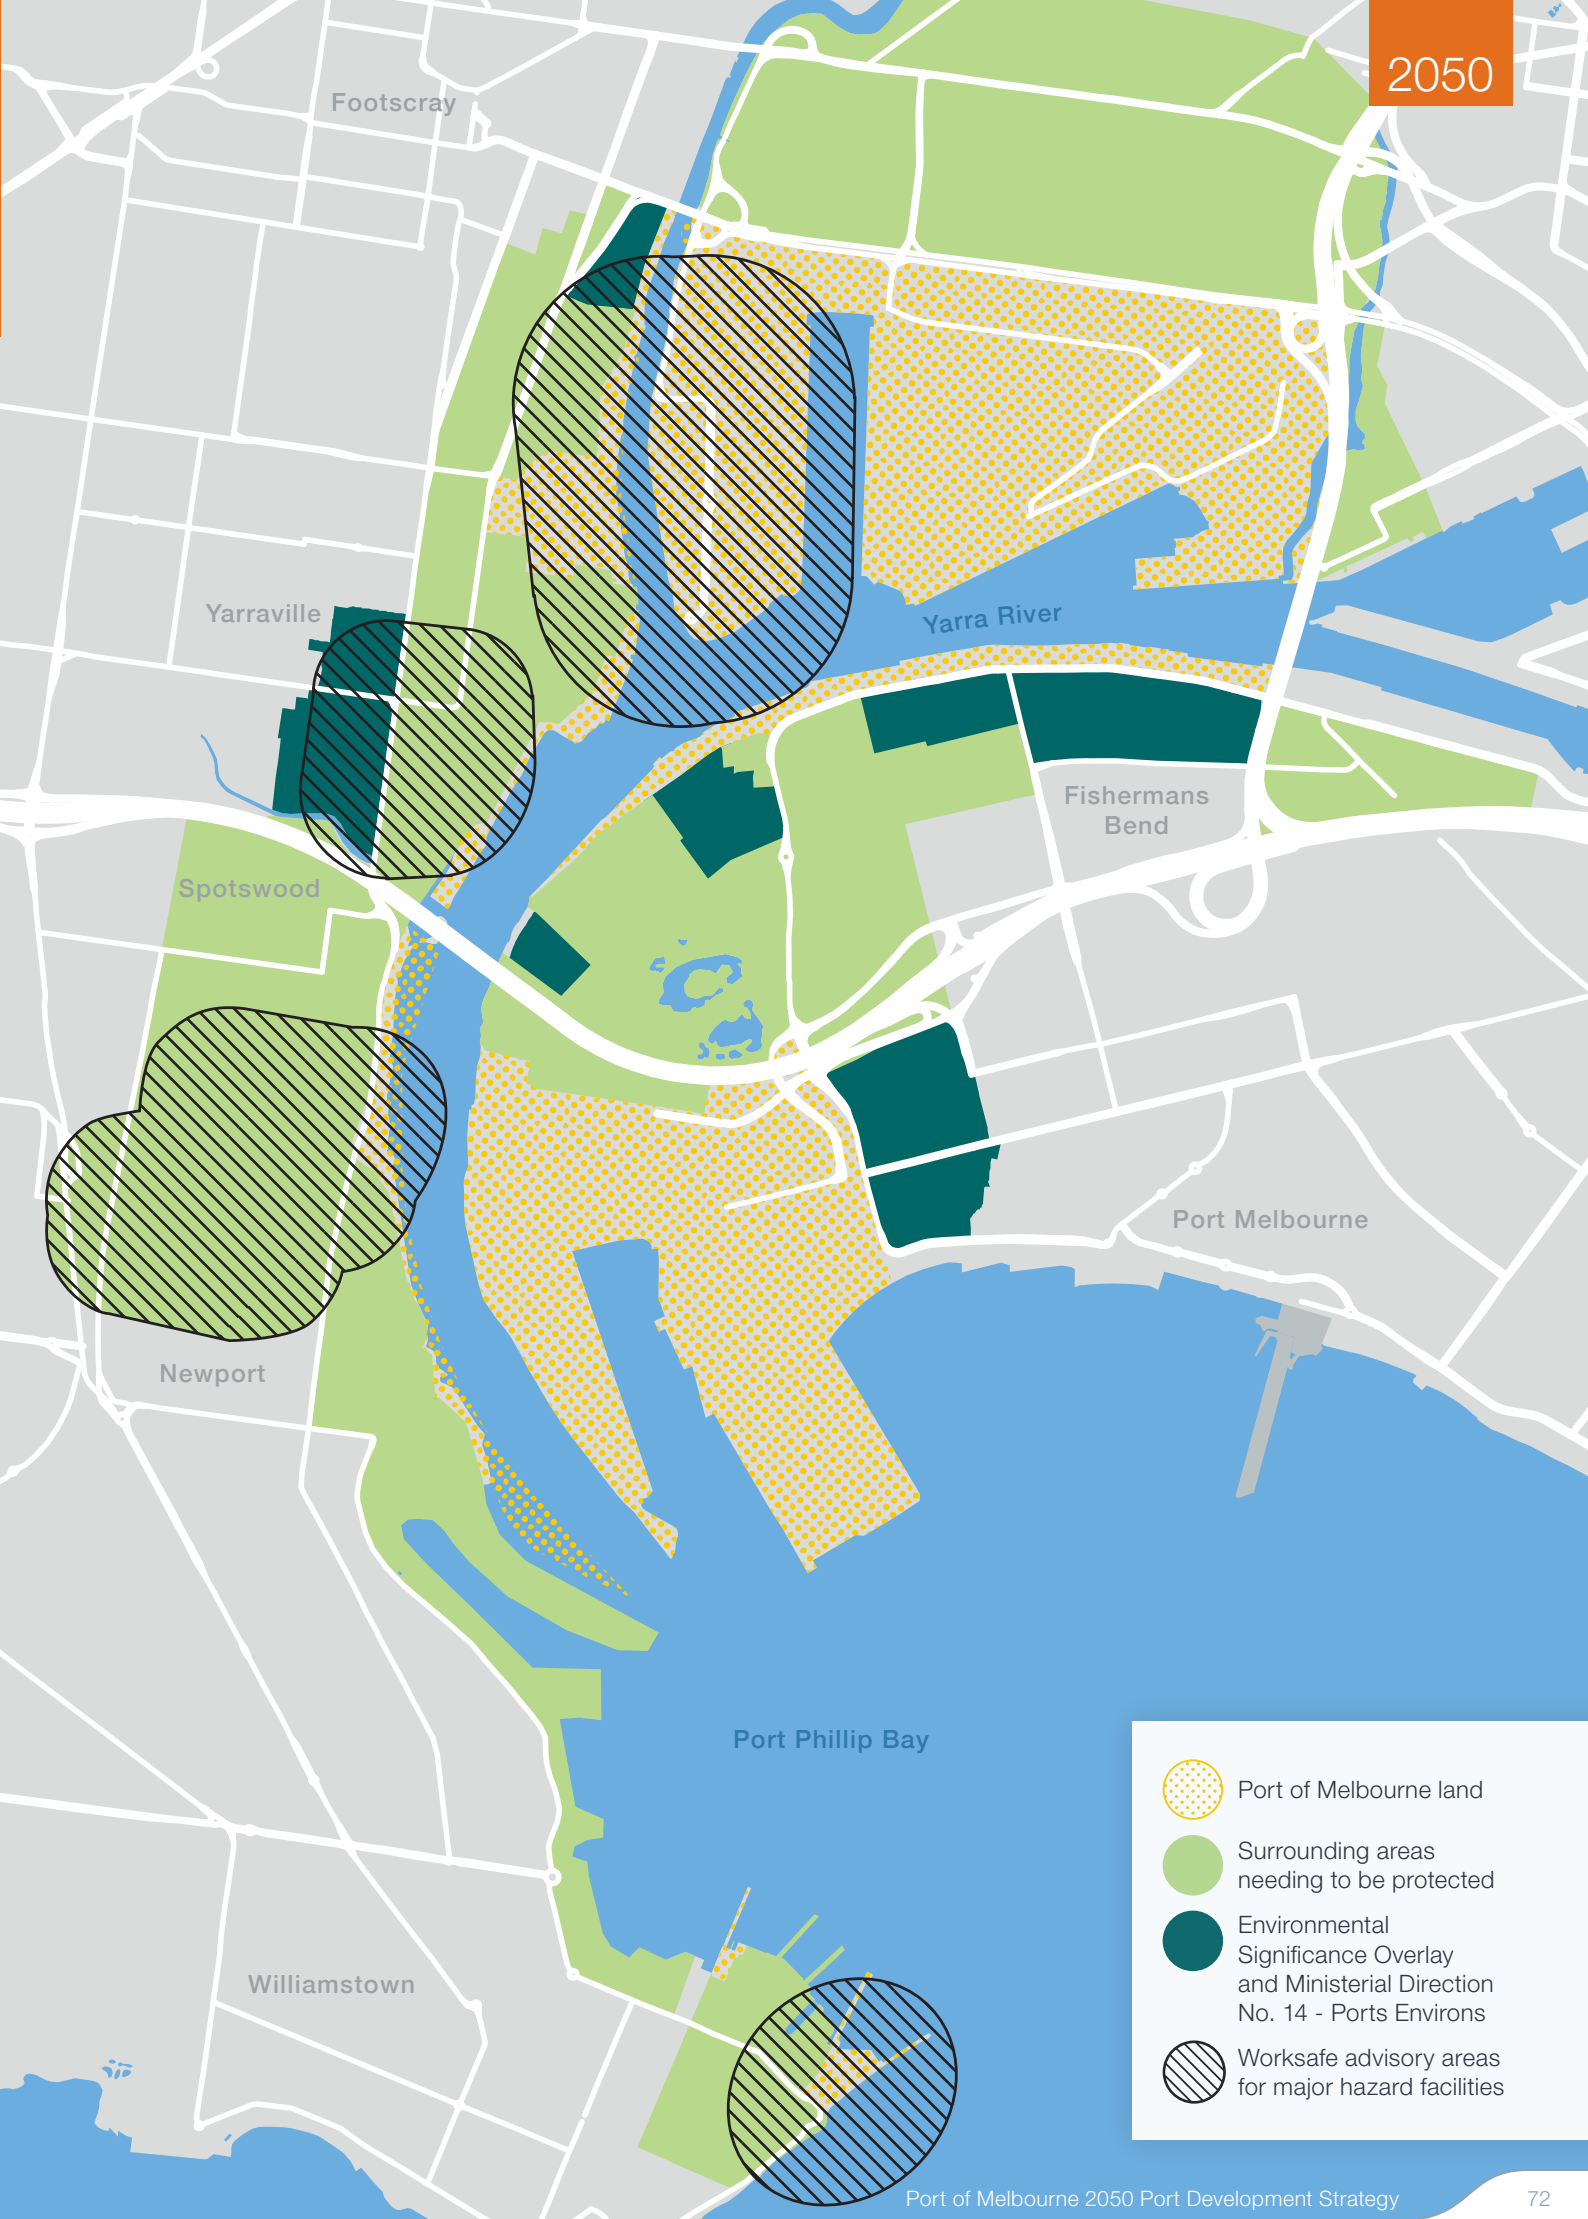 2050
Footscray
Yarraville
Yarra River
Fishermans
Bend
Spotswood
Port Melbourne
Newport
Port Phillip Bay
Williamstown
Port of Melbourne land
Surrounding areas
needing to be protected
Environmental
Significance Overlay
and Ministerial Direction
No. 14 - Ports Environs
Worksafe advisory areas
for major hazard facilities
Port of Melbourne 2050 Port Development Strategy
72